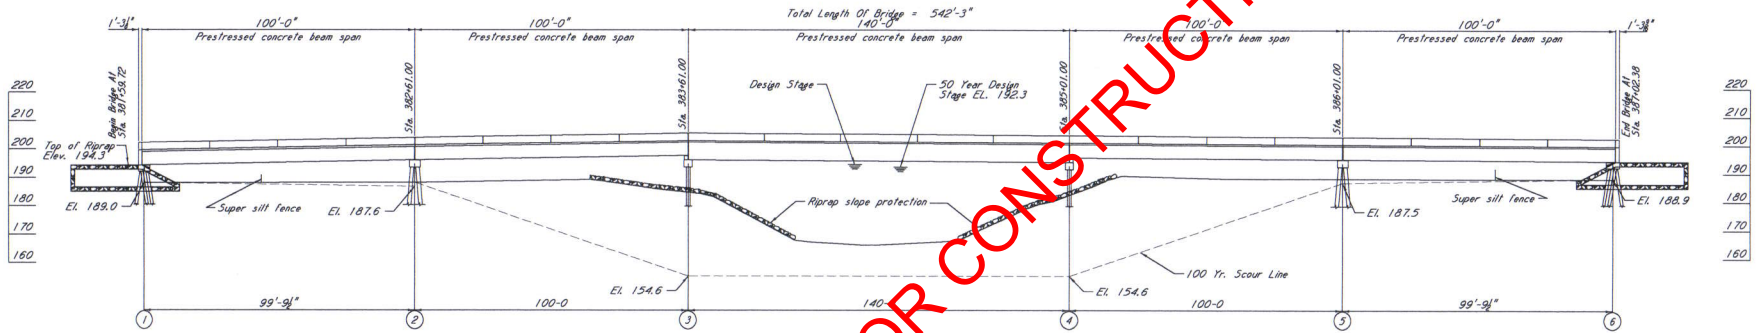 Total Length Of Bridge = 542'-3"
1'-3⅜" 100'-0" 100'-0" 140'-0" 100'-0" 100'-0" 1'-3⅜"
Prestressed concrete beam span Prestressed concrete beam span Prestressed concrete beam span Prestressed concrete beam span Prestressed concrete beam span
Begin Bridge At
Sta. 381+59.72
Sta. 382+61.00
Sta. 383+61.00
Sta. 385+01.00
Sta. 386+01.00
End Bridge At
Sta. 387+02.38
Design Stage
50 Year Design
Stage EL. 192.3
220 220
210 210
200 200
190 190
180 180
170 170
160 160
Top of Riprap
Elev. 194.3'
El. 189.0
Super silt fence
El. 187.6
Riprap slope protection
El. 187.5
Super silt fence
El. 188.9
100 Yr. Scour Line
El. 154.6
El. 154.6
99'-9½" 100-0 140- 100-0 99'-9½"
1 2 3 4 5 6
OR CONSTRUCT